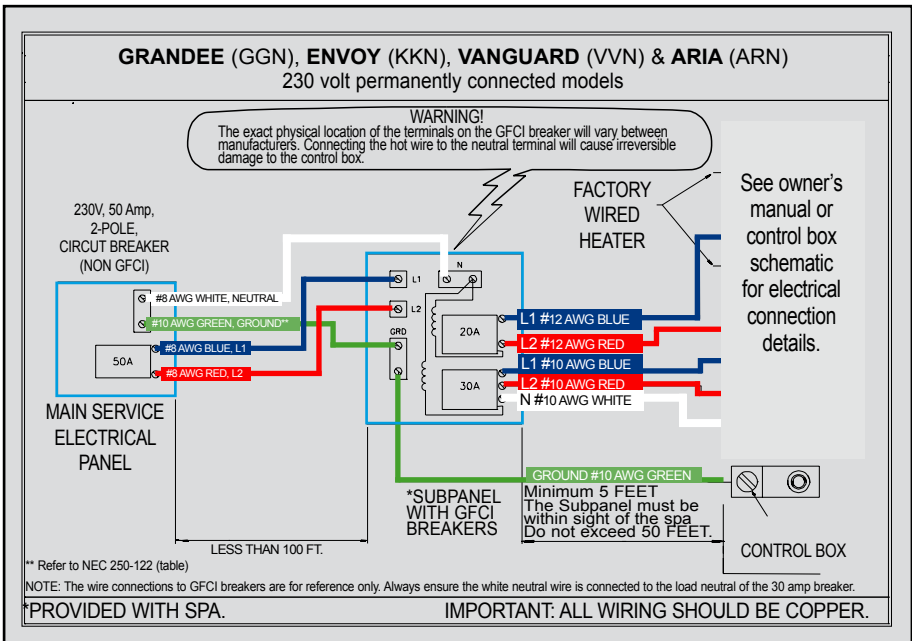 GRANDEE (GGN), ENVOY (KKN), VANGUARD (VVN) & ARIA (ARN)
230 volt permanently connected models
WARNING!
The exact physical location of the terminals on the GFCI breaker will vary between
manufacturers. Connecting the hot wire to the neutral terminal will cause irreversible
damage to the control box.
230V, 50 Amp,
2-POLE,
CIRCUT BREAKER
(NON GFCI)
#8 AWG WHITE, NEUTRAL
#10 AWG GREEN, GROUND**
#8 AWG BLUE, L1
#8 AWG RED, L2
50A
MAIN SERVICE
ELECTRICAL
PANEL
L1
N
L2
GRD
20A
30A
FACTORY
WIRED
HEATER
L1 #12 AWG BLUE
L2 #12 AWG RED
L1 #10 AWG BLUE
L2 #10 AWG RED
N #10 AWG WHITE
GROUND #10 AWG GREEN
See owner's
manual or
control box
schematic
for electrical
connection
details.
*SUBPANEL
WITH GFCI
BREAKERS
Minimum 5 FEET
The Subpanel must be
within sight of the spa
Do not exceed 50 FEET.
CONTROL BOX
LESS THAN 100 FT.
** Refer to NEC 250-122 (table)
NOTE: The wire connections to GFCI breakers are for reference only. Always ensure the white neutral wire is connected to the load neutral of the 30 amp breaker.
*PROVIDED WITH SPA.
IMPORTANT: ALL WIRING SHOULD BE COPPER.